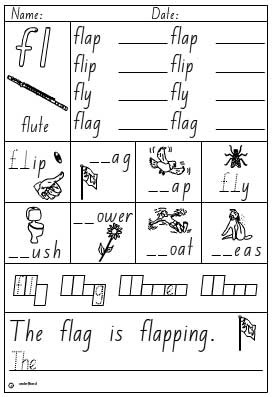 Name: Date:
fl
flute
flap flap
flip flip
fly fly
flag flag
flip
__ag
__ap
fly
__ush
__ower
__oat
__eas
fl
g
e
The flag is flapping.
The